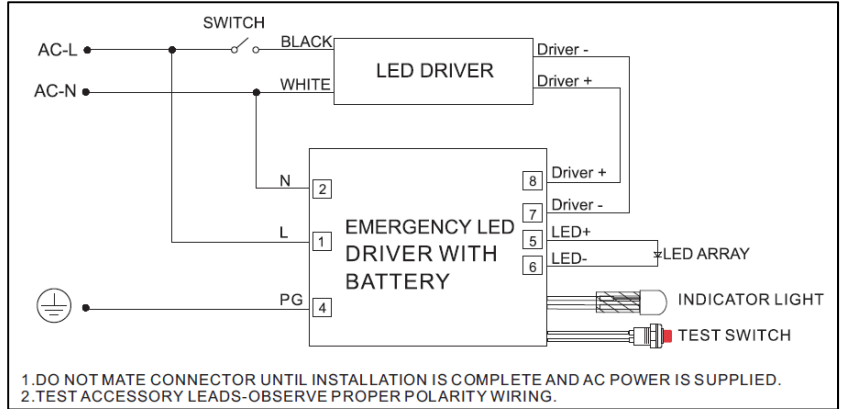 SWITCH
AC-L
BLACK
LED DRIVER
Driver -
AC-N
WHITE
Driver +
N
2
8
Driver +
7
Driver -
L
1
EMERGENCY LED
DRIVER WITH
BATTERY
5
LED+
6
LED-
LED ARRAY
PG
4
INDICATOR LIGHT
TEST SWITCH
1.DO NOT MATE CONNECTOR UNTIL INSTALLATION IS COMPLETE AND AC POWER IS SUPPLIED.
2.TEST ACCESSORY LEADS-OBSERVE PROPER POLARITY WIRING.